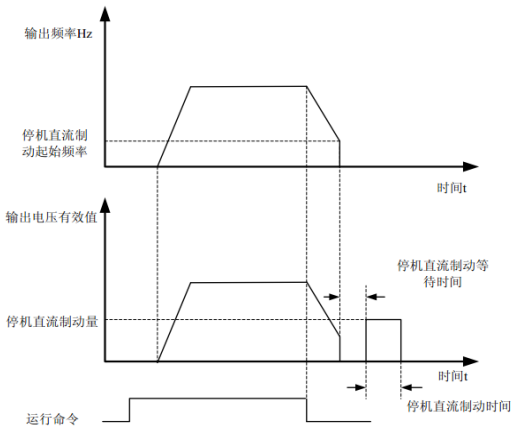 输出频率Hz
停机直流制
动起始频率
时间t
输出电压有效值
停机直流制动等
待时间
停机直流制动量
时间t
停机直流制动时间
运行命令